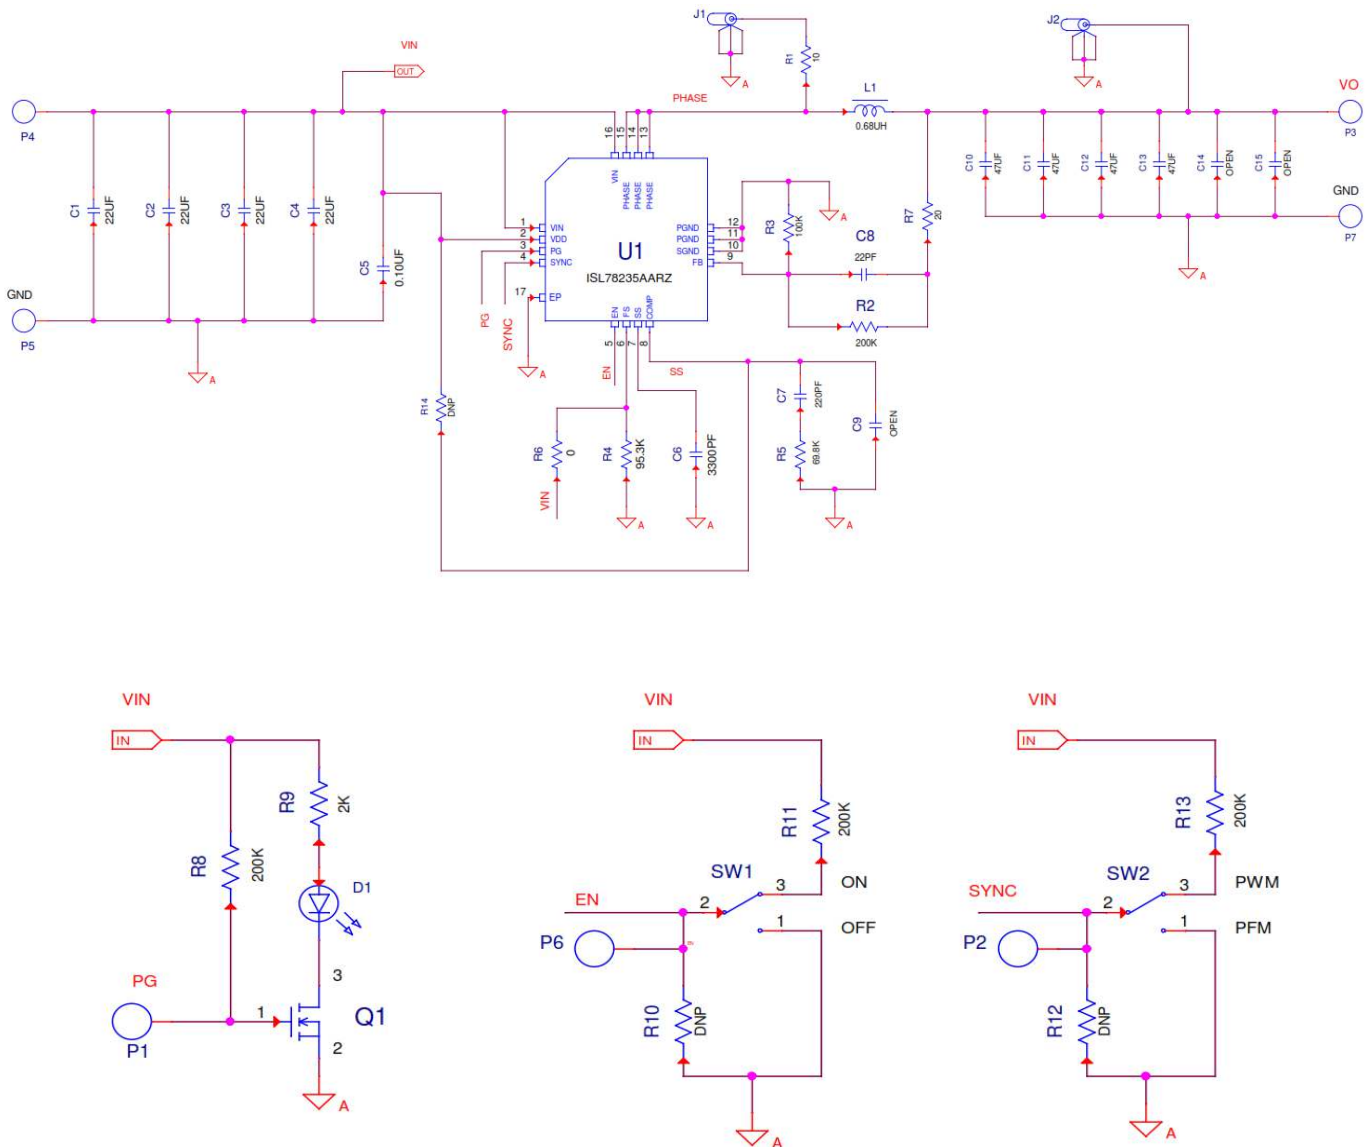 J1
J2
VIN
OUT
R1
10
PHASE
L1
0.68UH
VO
P4
P3
C1
22UF
C2
22UF
C3
22UF
C4
22UF
C5
0.10UF
16
15
14
13
VIN
PHASE
PHASE
PHASE
1
VIN
2
VDD
3
PG
4
SYNC
17
EP
U1
ISL78235AARZ
PGND
12
PGND
11
SGND
10
FB
9
EN
FS
SS
COMP
5
6
7
8
R3
100K
A
C8
22PF
R2
200K
R7
20
C10
47UF
C11
47UF
C12
47UF
C13
47UF
C14
OPEN
C15
OPEN
GND
P7
A
A
A
GND
P5
A
PG
SYNC
A
EN
SS
R14
DNP
R6
0
VIN
R4
95.3K
A
C6
3300PF
A
C7
220PF
R5
69.8K
C9
OPEN
A
VIN
IN
R9
2K
R8
200K
D1
3
PG
1
Q1
P1
2
A
VIN
IN
R11
200K
SW1
3
ON
EN
2
1
OFF
P6
R10
DNP
A
VIN
IN
R13
200K
SW2
3
PWM
SYNC
2
1
PFM
P2
R12
DNP
A